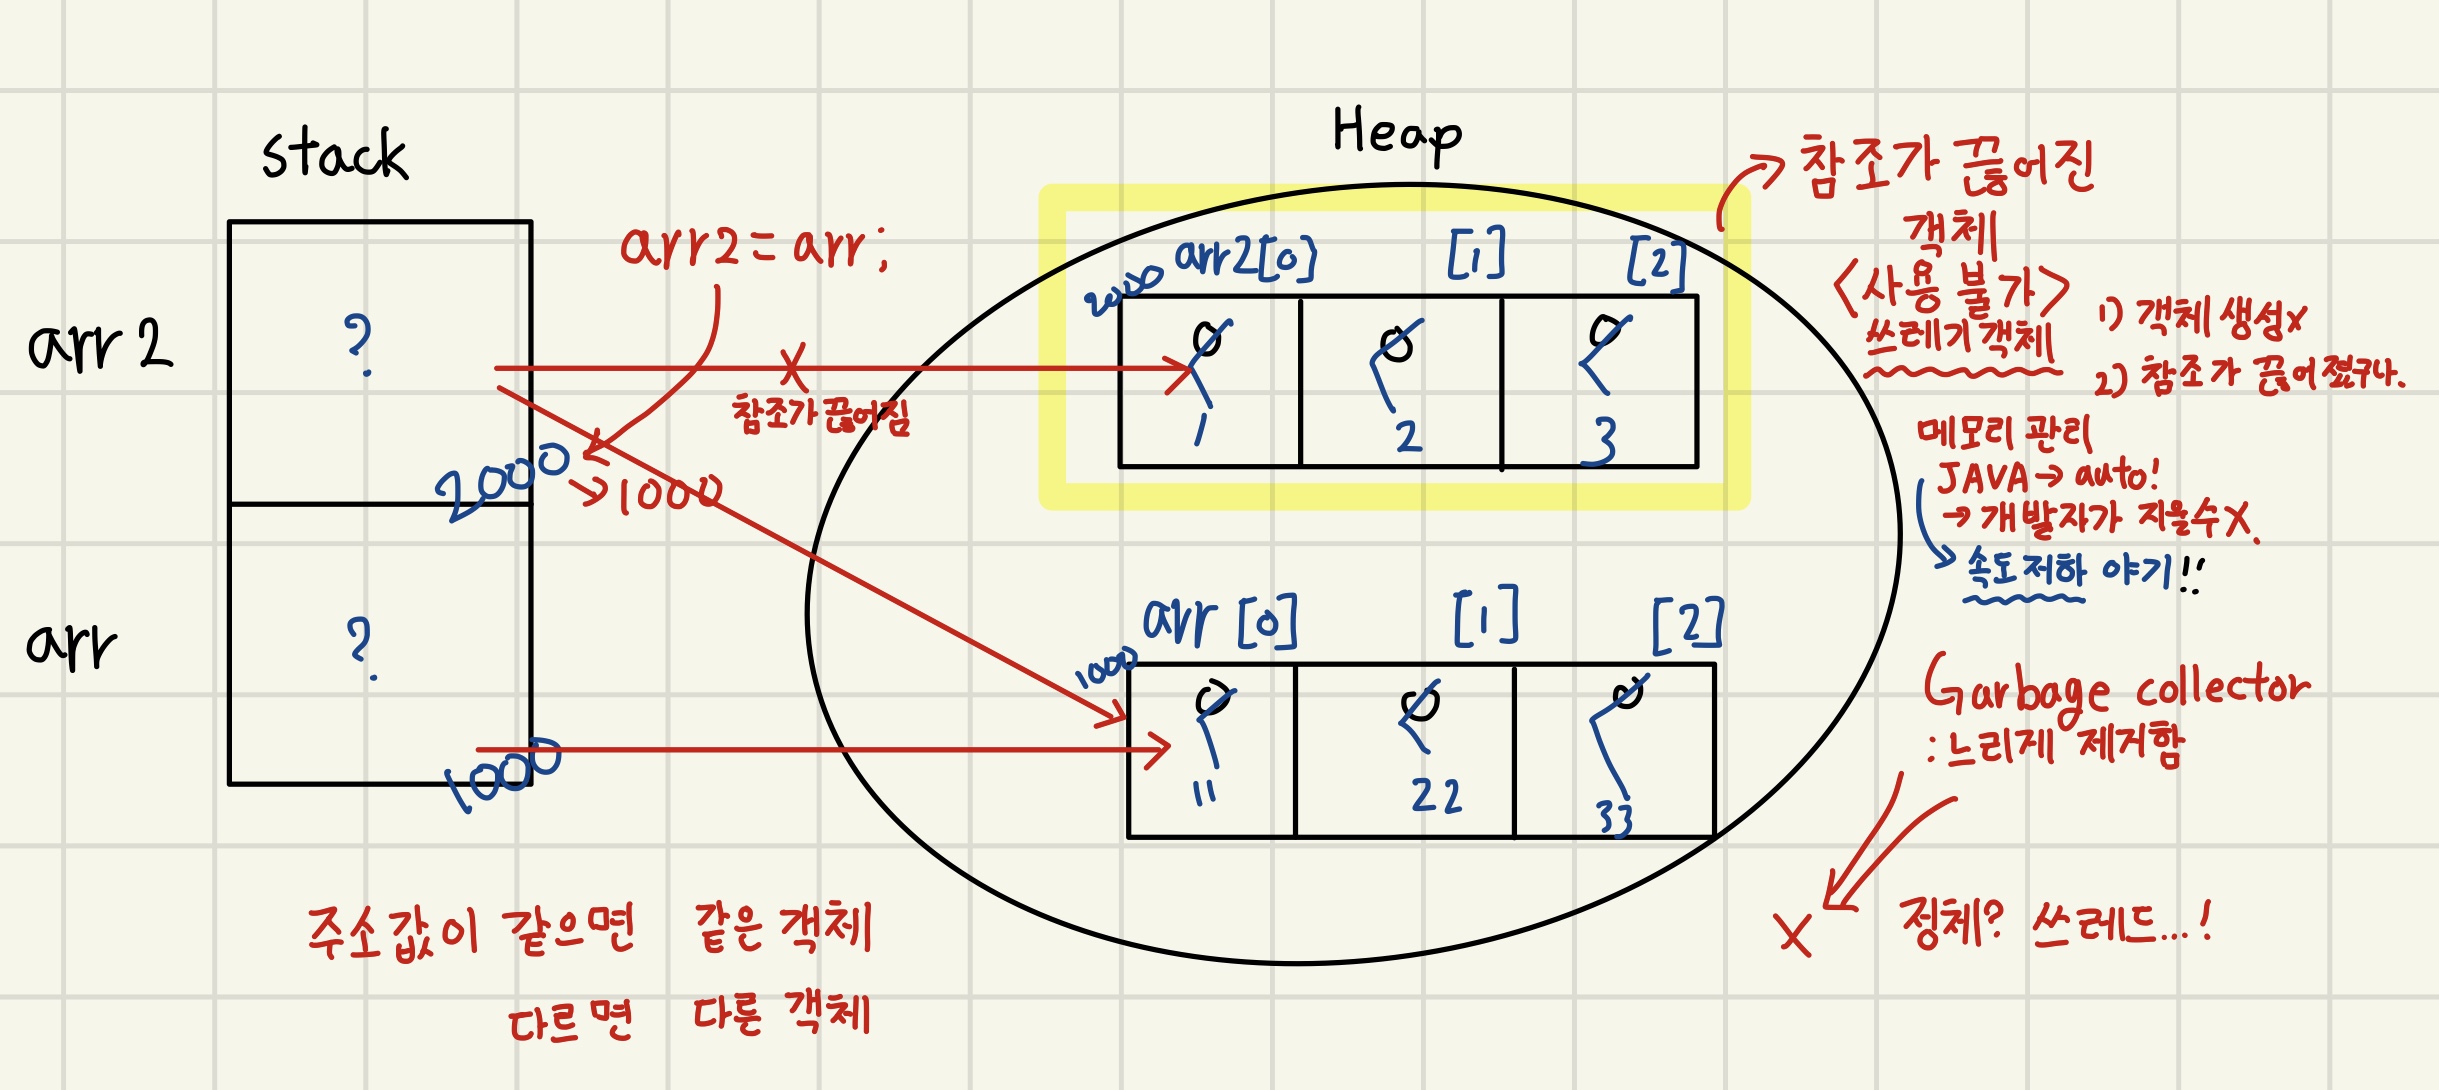 stack
Heap
arr2 = arr;
arr 2
?
2000
→ 1000
X
참조가 끊어짐
arr
?
1000
2000
arr2[0] [1] [2]
0 0 0
1 2 3
1000
arr [0] [1] [2]
0 0 0
11 22 33
참조가 끊어진
객체
<사용 불가>
쓰레기 객체
1) 객체 생성x
2) 참조가 끊어졌구나.
메모리 관리
JAVA → auto!
→ 개발자가 지울수 X.
속도 저하 야기!!
Garbage collector
: 느리게 제거함
X
정체? 쓰레드...!
주소값이 같으면 같은 객체
다르면 다른 객체